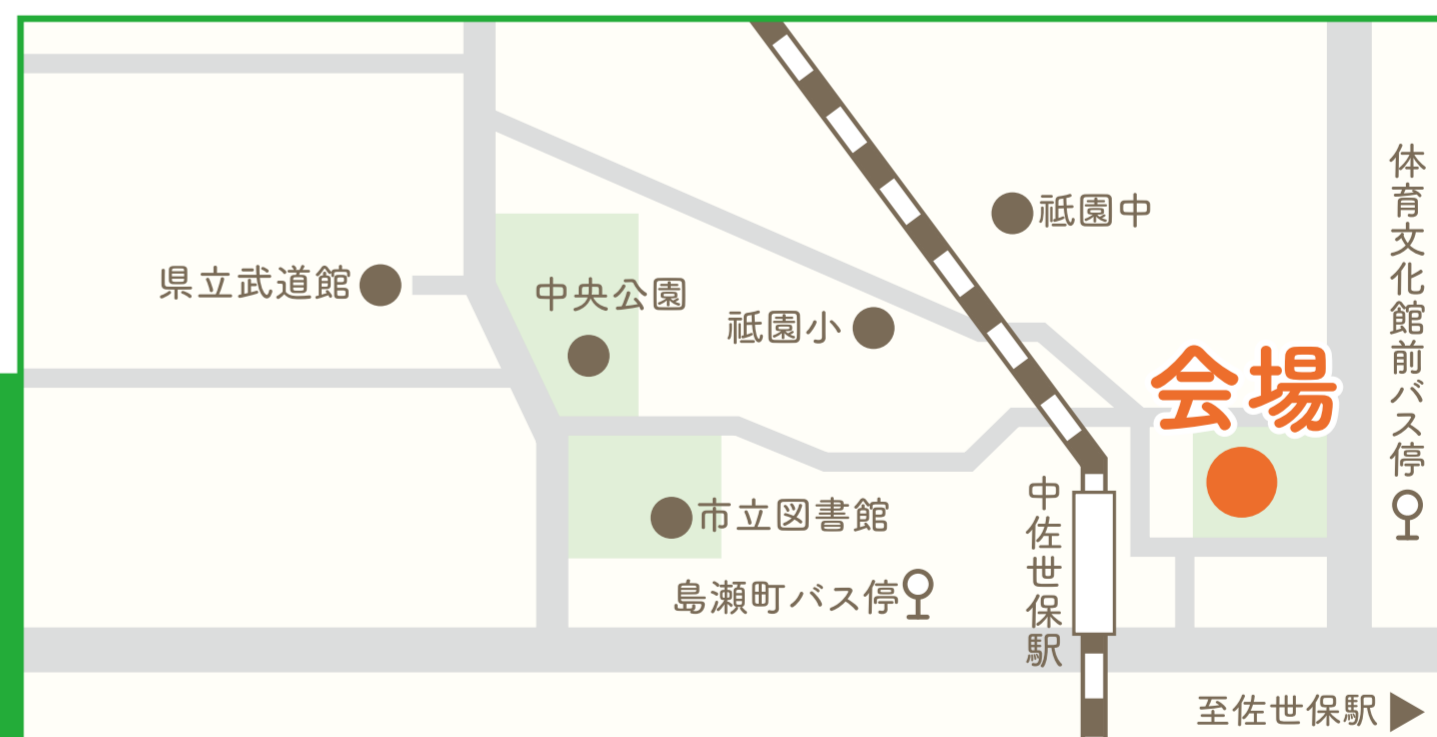 体育文化館前バス停
祇園中
県立武道館
中央公園
祇園小
会場
市立図書館
中佐世保駅
島瀬町バス停
至佐世保駅▶